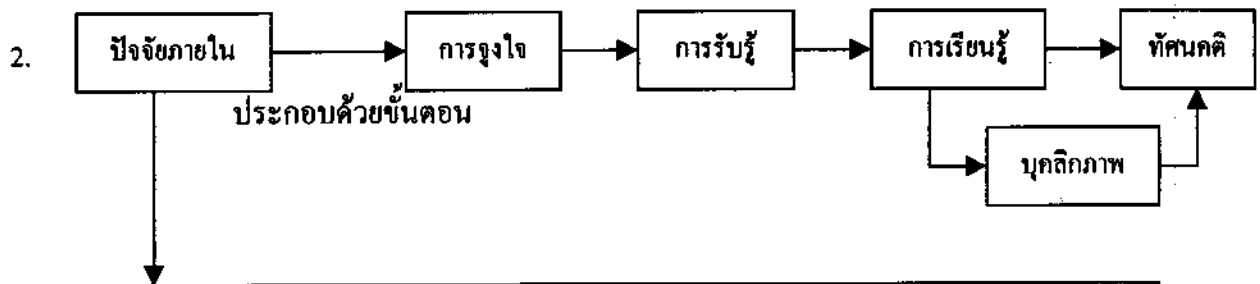 2. ปัจจัยภายใน การจูงใจ การรับรู้ การเรียนรู้ ทัศนคติ
ประกอบด้วยขั้นตอน
บุคลิกภาพ